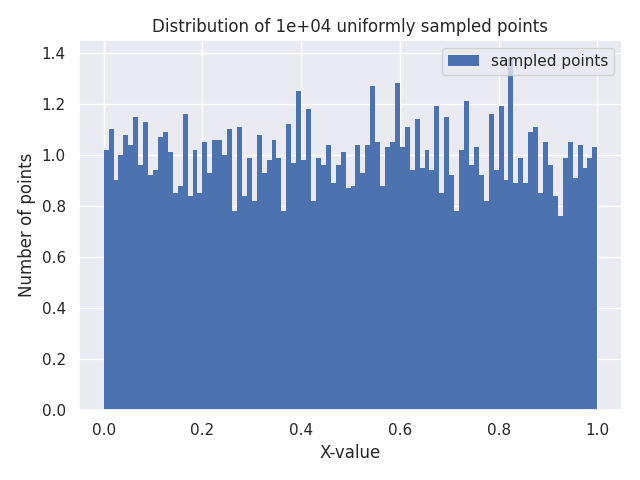 Distribution of 1e+04 uniformly sampled points
sampled points
1.4
1.2
1.0
0.8
0.6
0.4
0.2
0.0
Number of points
0.0 0.2 0.4 0.6 0.8 1.0
X-value